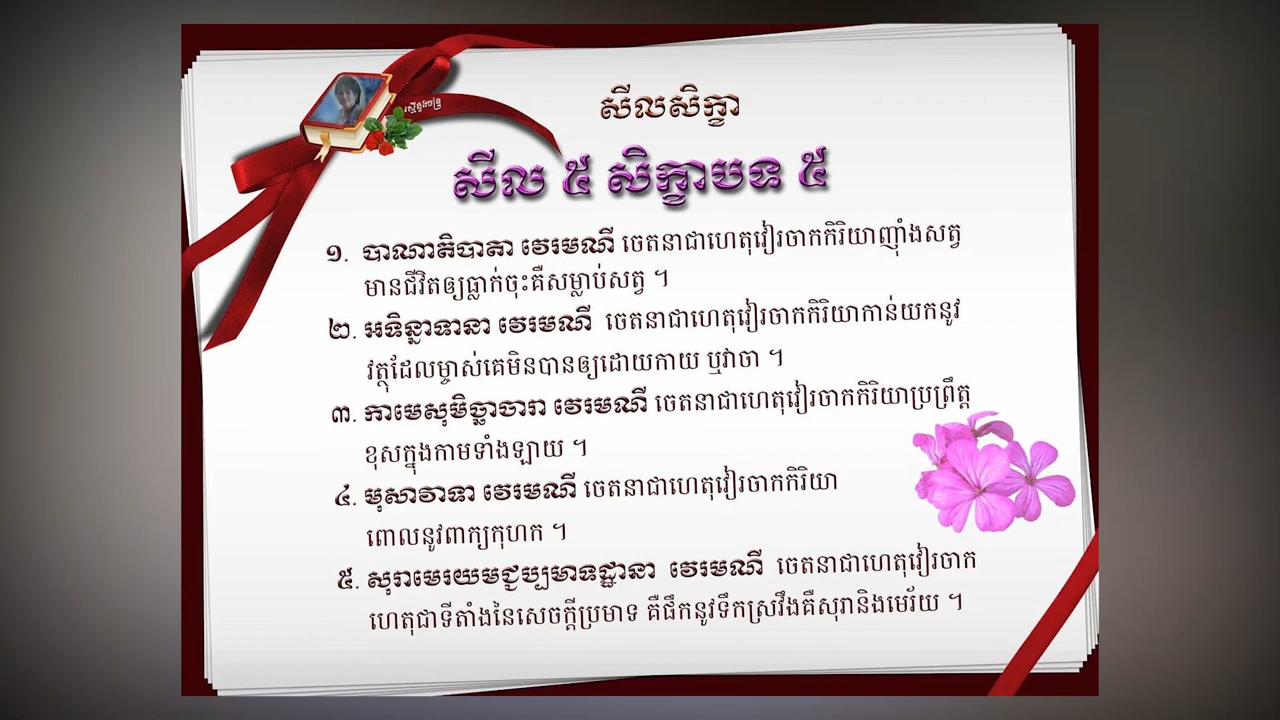 រស្មីក្នុងចន្ទ្រ
សីលសិក្ខា
សីល ៥ សិក្ខាបទ ៥
១. បាណាតិបាតា វេរមណី ចេតនាជាហេតុវៀរចាកកិរិយាញ៉ាំងសត្វ
មានជីវិតឲ្យធ្លាក់ចុះគឺសម្លាប់សត្វ ។
២. អទិន្នាទានា វេរមណី ចេតនាជាហេតុវៀរចាកកិរិយាកាន់យកនូវ
វត្ថុដែលម្ចាស់គេមិនបានឲ្យដោយកាយ ឬវាចា ។
៣. កាមេសុមិច្ឆាចារា វេរមណី ចេតនាជាហេតុវៀរចាកកិរិយាប្រព្រឹត្ត
ខុសក្នុងកាមទាំងឡាយ ។
៤. មុសាវាទា វេរមណី ចេតនាជាហេតុវៀរចាកកិរិយា
ពោលនូវពាក្យកុហក ។
៥. សុរាមេរយមជ្ជប្បមាទដ្ឋានា វេរមណី ចេតនាជាហេតុវៀរចាក
ហេតុជាទីតាំងនៃសេចក្តីប្រមាទ គឺផឹកនូវទឹកស្រវឹងគឺសុរានិងមេរ័យ ។